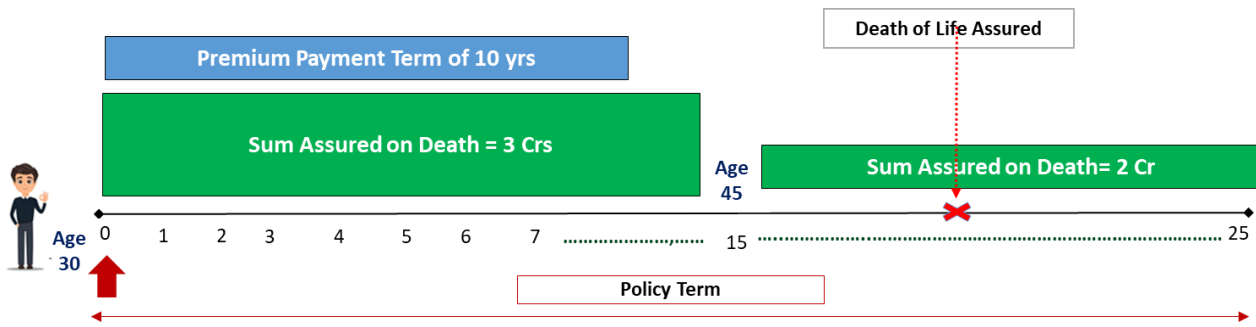 Death of Life Assured
Premium Payment Term of 10 yrs
Sum Assured on Death = 3 Crs
Age
45
Sum Assured on Death= 2 Cr
Age
30
0 1 2 3 4 5 6 7 ......................,...... 15 ........................................................................ 25
Policy Term